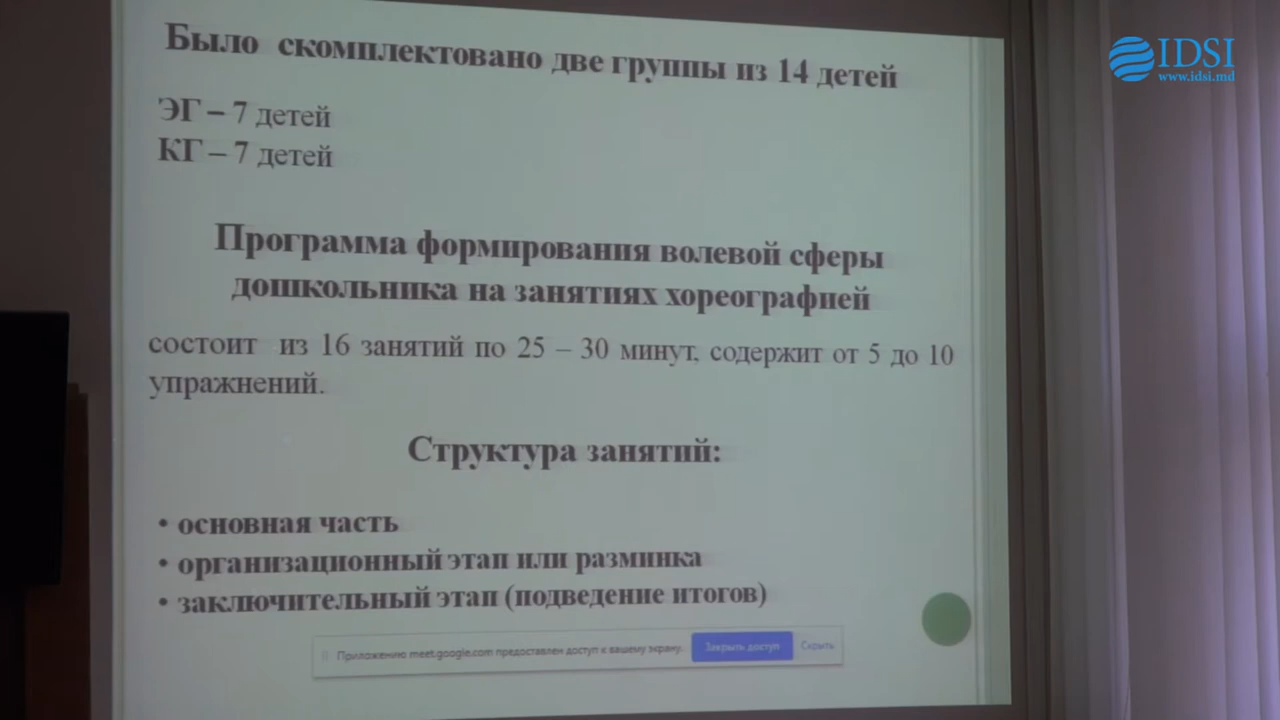 Было скомплектовано две группы из 14 детей
IDSI
www.idsi.md
ЭГ – 7 детей
КГ – 7 детей
Программа формирования волевой сферы
дошкольника на занятиях хореографией
состоит из 16 занятий по 25 – 30 минут, содержит от 5 до 10
упражнений.
Структура занятий:
• основная часть
• организационный этап или разминка
• заключительный этап (подведение итогов)
Приложению meet.google.com предоставлен доступ к вашему экрану. Закрыть доступ Скрыть